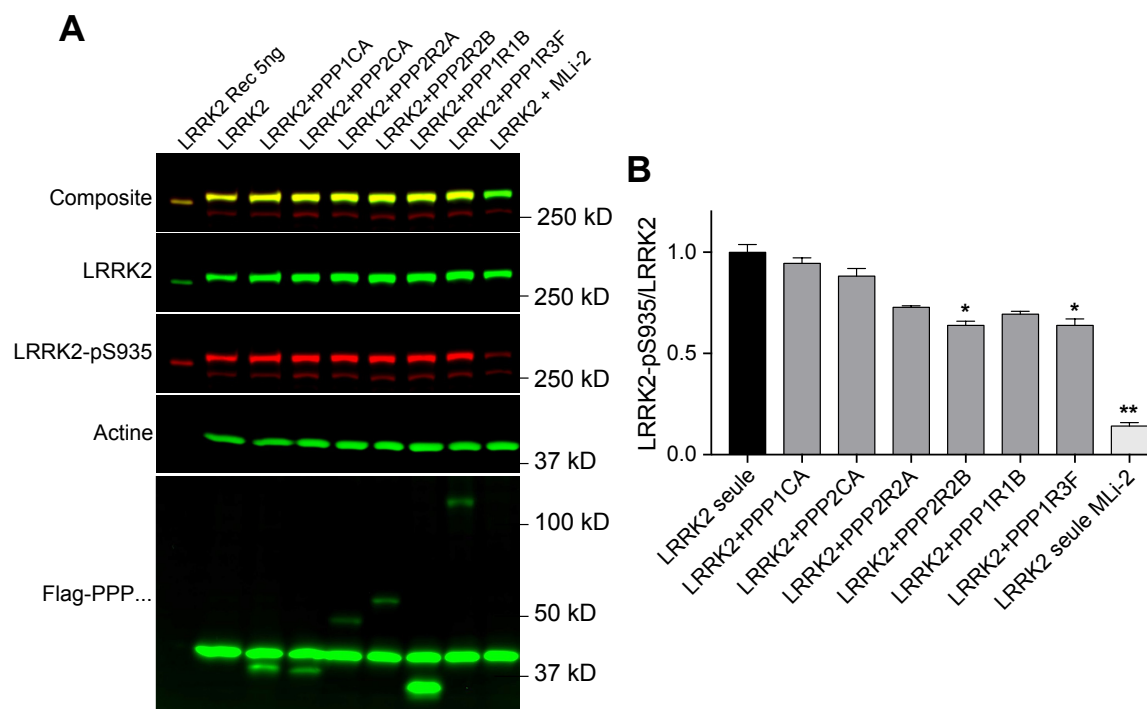 A
LRRK2 Rec 5ng
LRRK2
LRRK2+PPP1CA
LRRK2+PPP2CA
LRRK2+PPP2R2A
LRRK2+PPP2R2B
LRRK2+PPP1R1B
LRRK2+PPP1R3F
LRRK2 + MLi-2
Composite
250 kD
LRRK2
250 kD
LRRK2-pS935
250 kD
Actine
37 kD
100 kD
Flag-PPP...
50 kD
37 kD
B
LRRK2-pS935/LRRK2
1.0
0.5
0.0
*
*
**
LRRK2 seule
LRRK2+PPP1CA
LRRK2+PPP2CA
LRRK2+PPP2R2A
LRRK2+PPP2R2B
LRRK2+PPP1R1B
LRRK2+PPP1R3F
LRRK2 seule MLi-2